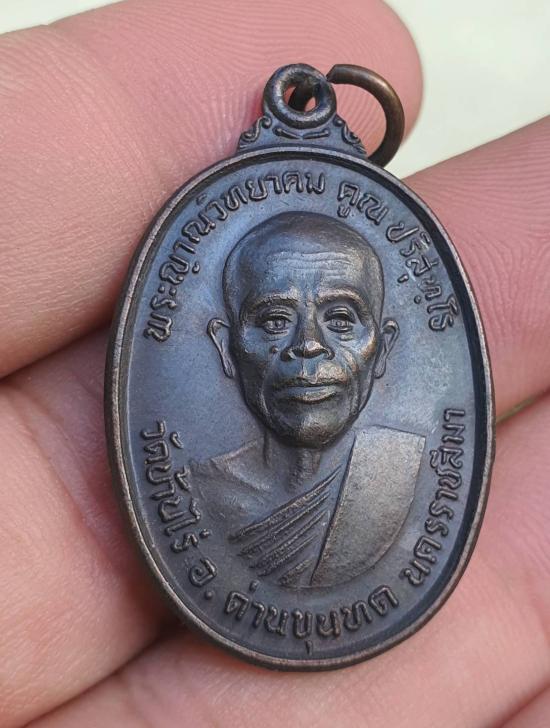 พระญาณวิทยาคม คูณ ปริสุทฺโธ
วัดบ้านไร่ อ. ด่านขุนทด นครราชสีมา